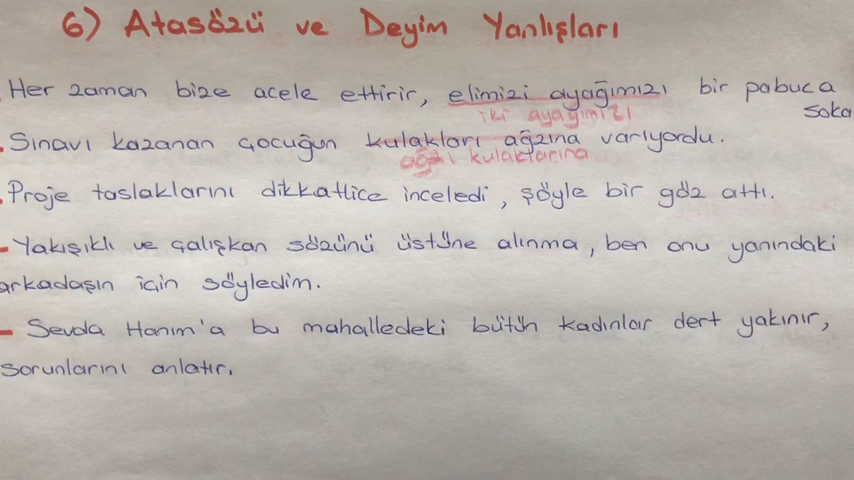 6) Atasözü ve Deyim Yanlışları
Her zaman bize acele ettirir, elimizi ayağımızı bir pabuca
iki ayağımızı
soka
Sınavı kazanan çocuğun kulakları ağzına varıyordu.
ağzı kulaklarına
Proje taslaklarını dikkatlice inceledi, şöyle bir göz attı.
- Yakışıklı ve çalışkan sözünü üstüne alınma, ben onu yanındaki
arkadaşın için söyledim.
- Sevda Hanım'a bu mahalledeki bütün kadınlar dert yakınır,
sorunlarını anlatır.